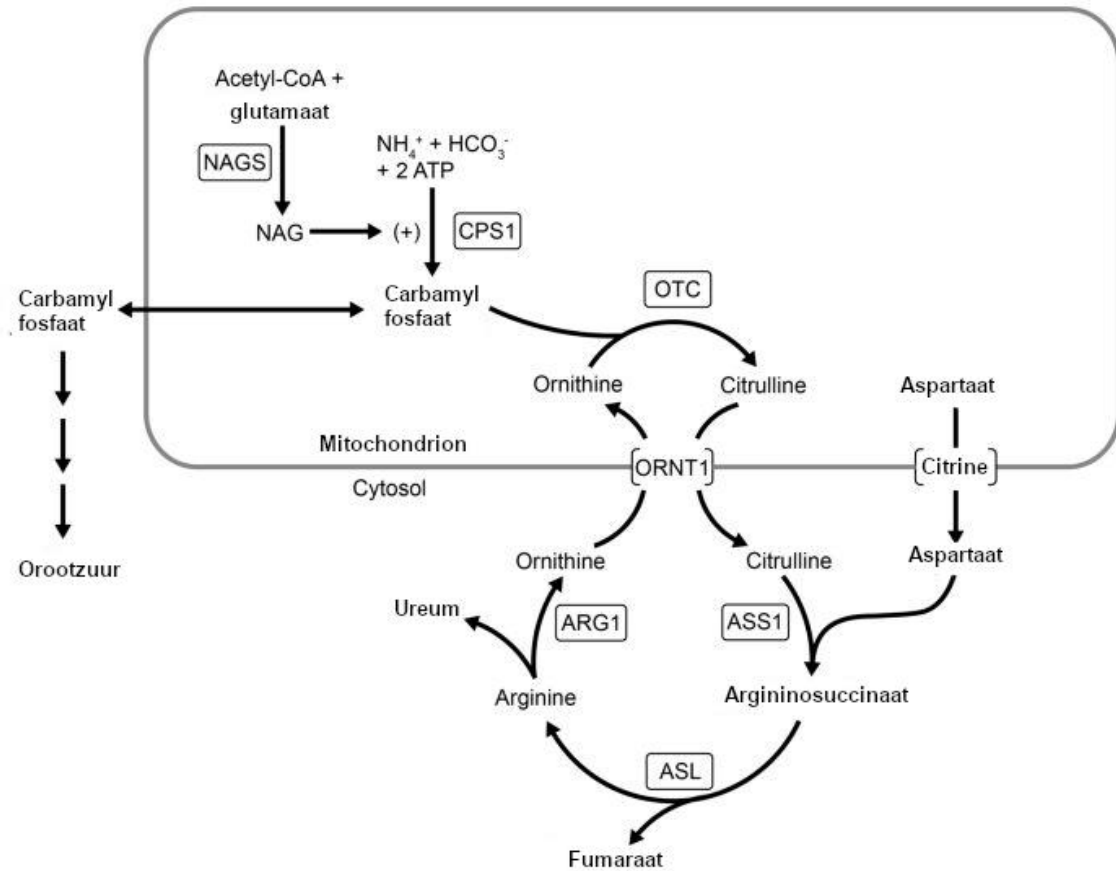 Acetyl-CoA +
glutamaat
NAGS
NH₄⁺ + HCO₃⁻
+ 2 ATP
NAG
(+)
CPS1
Carbamyl
fosfaat
Carbamyl
fosfaat
OTC
Ornithine
Citrulline
Aspartaat
Mitochondrion
ORNT1
Citrine
Cytosol
Ornithine
Citrulline
Aspartaat
Orootzuur
Ureum
ARG1
ASS1
Arginine
Argininosuccinaat
ASL
Fumaraat